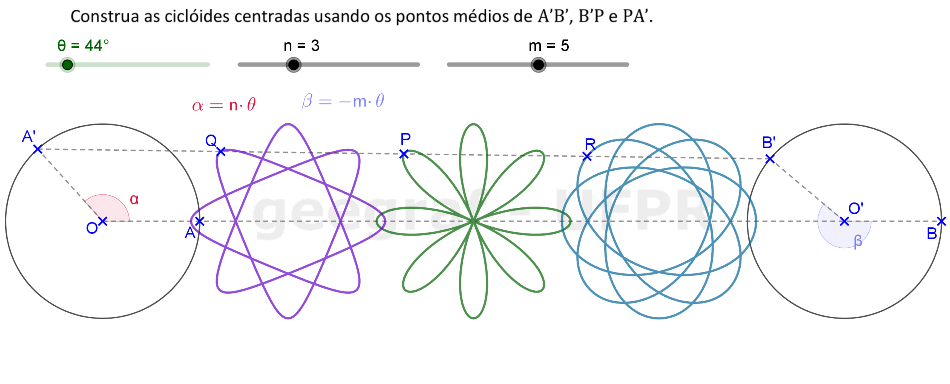 Construa as ciclóides centradas usando os pontos médios de A'B', B'P e PA'.
θ = 44° n = 3 m = 5
α = n·θ β = −m·θ
A' Q P R B'
α
O A O' B
β